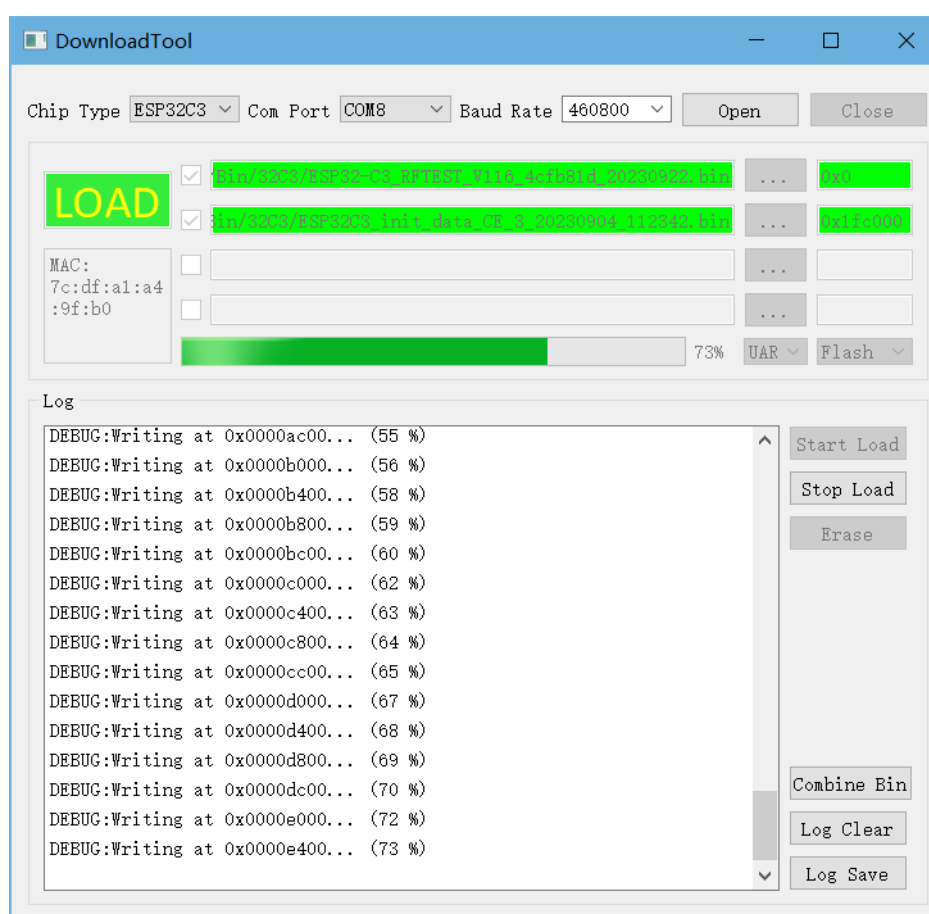 DownloadTool
Chip Type ESP32C3 Com Port COM8 Baud Rate 460800 Open Close
LOAD
Bin/32C3/ESP32-C3_RFTEST_V116_4cfb81d_20230922.bin ... 0x0
Bin/32C3/ESP32C3_init_data_CE_3_20230904_112342.bin ... 0x1fc000
MAC:
7c:df:a1:a4
:9f:b0
...
...
73% UAR Flash
Log
DEBUG:Writing at 0x0000ac00... (55 %)
DEBUG:Writing at 0x0000b000... (56 %)
DEBUG:Writing at 0x0000b400... (58 %)
DEBUG:Writing at 0x0000b800... (59 %)
DEBUG:Writing at 0x0000bc00... (60 %)
DEBUG:Writing at 0x0000c000... (62 %)
DEBUG:Writing at 0x0000c400... (63 %)
DEBUG:Writing at 0x0000c800... (64 %)
DEBUG:Writing at 0x0000cc00... (65 %)
DEBUG:Writing at 0x0000d000... (67 %)
DEBUG:Writing at 0x0000d400... (68 %)
DEBUG:Writing at 0x0000d800... (69 %)
DEBUG:Writing at 0x0000dc00... (70 %)
DEBUG:Writing at 0x0000e000... (72 %)
DEBUG:Writing at 0x0000e400... (73 %)
Start Load
Stop Load
Erase
Combine Bin
Log Clear
Log Save